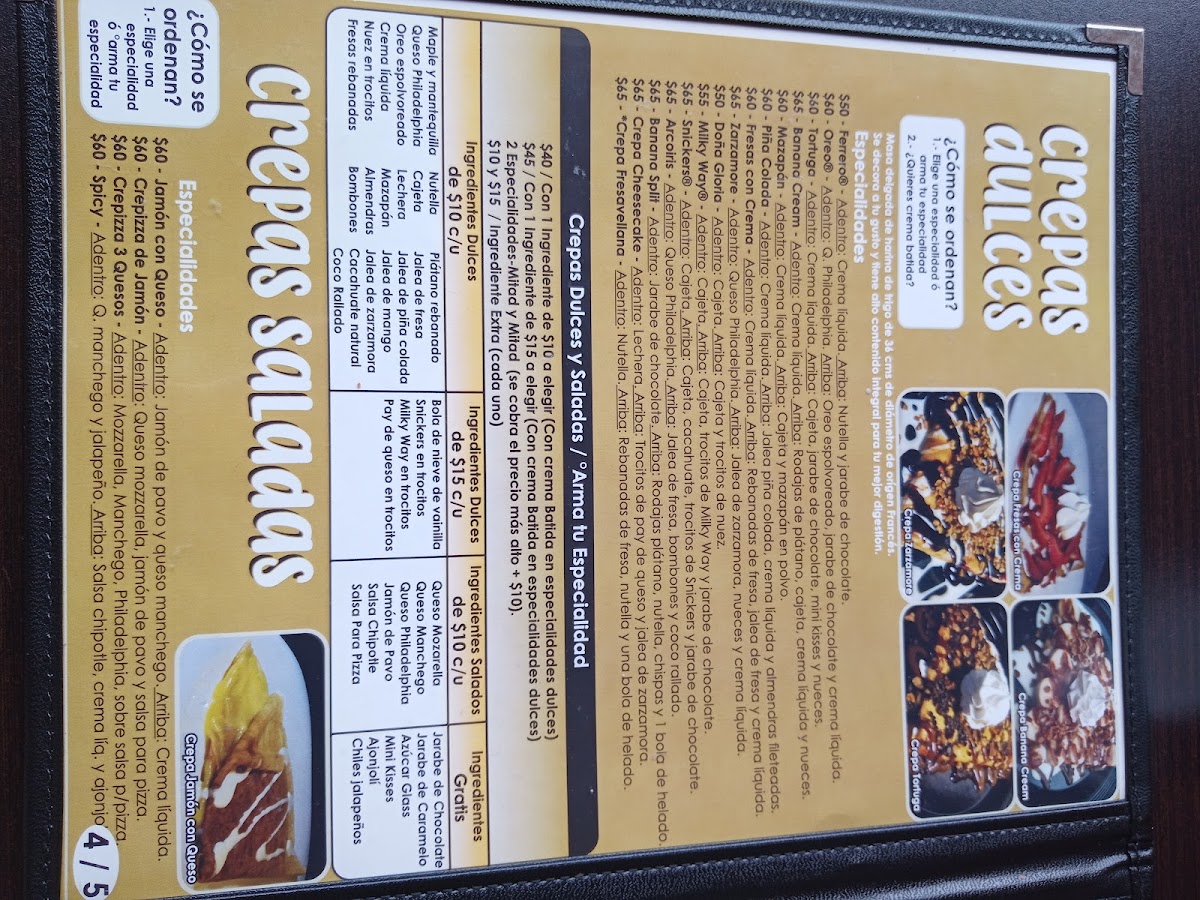 crepas
dulces
¿Cómo se ordenan?
1.- Elige una especialidad ó
arma tu especialidad
2.- ¿Quieres crema batida?
Masa delgada de harina de trigo de 36 cms de diámetro de origen Francés.
Se decora a tu gusto y tiene alto contenido integral para tu mejor digestión.
Especialidades
$50 - Ferrero® - Adentro: Crema líquida, Arriba: Nutella y jarabe de chocolate.
$60 - Oreo® - Adentro: Q. Philadelphia, Arriba: Oreo espolvoreado, jarabe de chocolate y crema líquida.
$60 - Tortuga - Adentro: Crema líquida, Arriba: Cajeta, jarabe de chocolate, mini kisses y nueces.
$65 - Banana Cream - Adentro: Crema líquida, Arriba: Rodajas de plátano, cajeta, crema líquida y nueces.
$60 - Mazapán - Adentro: Crema líquida, Arriba: Cajeta y mazapán en polvo.
$60 - Piña Colada - Adentro: Crema líquida, Arriba: Jalea piña colada, crema líquida y almendras fileteadas.
$60 - Fresas con Crema - Adentro: Crema líquida, Arriba: Rebanadas de fresa, jalea de fresa y crema líquida.
$65 - Zarzamore - Adentro: Queso Philadelphia, Arriba: Jalea de zarzamora, nueces y crema líquida.
$50 - Doña Gloria - Adentro: Cajeta y trocitos de nuez.
$55 - Milky Way® - Adentro: Cajeta, Arriba: Cajeta, trocitos de Milky Way y jarabe de chocolate.
$65 - Snickers® - Adentro: Cajeta, Arriba: Cajeta, cacahuate, trocitos de Snickers y jarabe de chocolate.
$65 - Arcoiris - Adentro: Queso Philadelphia, Arriba: Jalea de fresa, bombones y coco rallado.
$65 - Banana Split - Adentro: Jarabe de chocolate, Arriba: Rodajas plátano, nutella, chispas y 1 bola de helado.
$65 - Crepa Cheesecake - Adentro: Lechera, Arriba: Trocitos de pay de queso y jalea de zarzamora.
$65 - *Crepa Fresavellana - Adentro: Nutella, Arriba: Rebanadas de fresa, nutella y una bola de helado.
Crepa Fresas con Crema
Crepa Banana Cream
Crepa Zarzamore
Crepa Tortuga
Crepas Dulces y Saladas / °Arma tu Especialidad
$40 / Con 1 Ingrediente de $10 a elegir (Con crema Batida en especialidades dulces)
$45 / Con 1 Ingrediente de $15 a elegir (Con crema Batida en especialidades dulces)
2 Especialidades-Mitad y Mitad (se cobra el precio más alto + $10).
$10 y $15 / Ingrediente Extra (cada uno)
Ingredientes Dulces
de $10 c/u
Maple y mantequilla
Queso Philadelphia
Oreo espolvoreado
Crema líquida
Nuez en trocitos
Fresas rebanadas
Nutella
Cajeta
Lechera
Mazapán
Almendras
Bombones
Plátano rebanado
Jalea de fresa
Jalea de piña colada
Jalea de mango
Jalea de zarzamora
Cacahuate natural
Coco Rallado
Ingredientes Dulces
de $15 c/u
Bola de nieve de vainilla
Snickers en trocitos
Milky Way en trocitos
Pay de queso en trocitos
Ingredientes Salados
de $10 c/u
Queso Mozarella
Queso Manchego
Queso Philadelphia
Jamón de Pavo
Salsa Chipotle
Salsa Para Pizza
Ingredientes
Gratis
Jarabe de Chocolate
Jarabe de Caramelo
Azúcar Glass
Mini Kisses
Ajonjoli
Chiles jalapeños
crepas saladas
¿Cómo se
ordenan?
1.- Elige una
especialidad
ó °arma tu
especialidad
Especialidades
$60 - Jamón con Queso - Adentro: Jamón de pavo y queso manchego, Arriba: Crema líquida.
$60 - Crepizza de Jamón - Adentro: Queso mozzarella, jamón de pavo y salsa para pizza.
$60 - Crepizza 3 Quesos - Adentro: Mozzarella, Manchego, Philadelphia, sobre salsa p/pizza
$60 - Spicy - Adentro: Q. manchego y jalapeño, Arriba: Salsa chipotle, crema líq. y ajonjo
Crepa Jamón con Queso
4 / 5